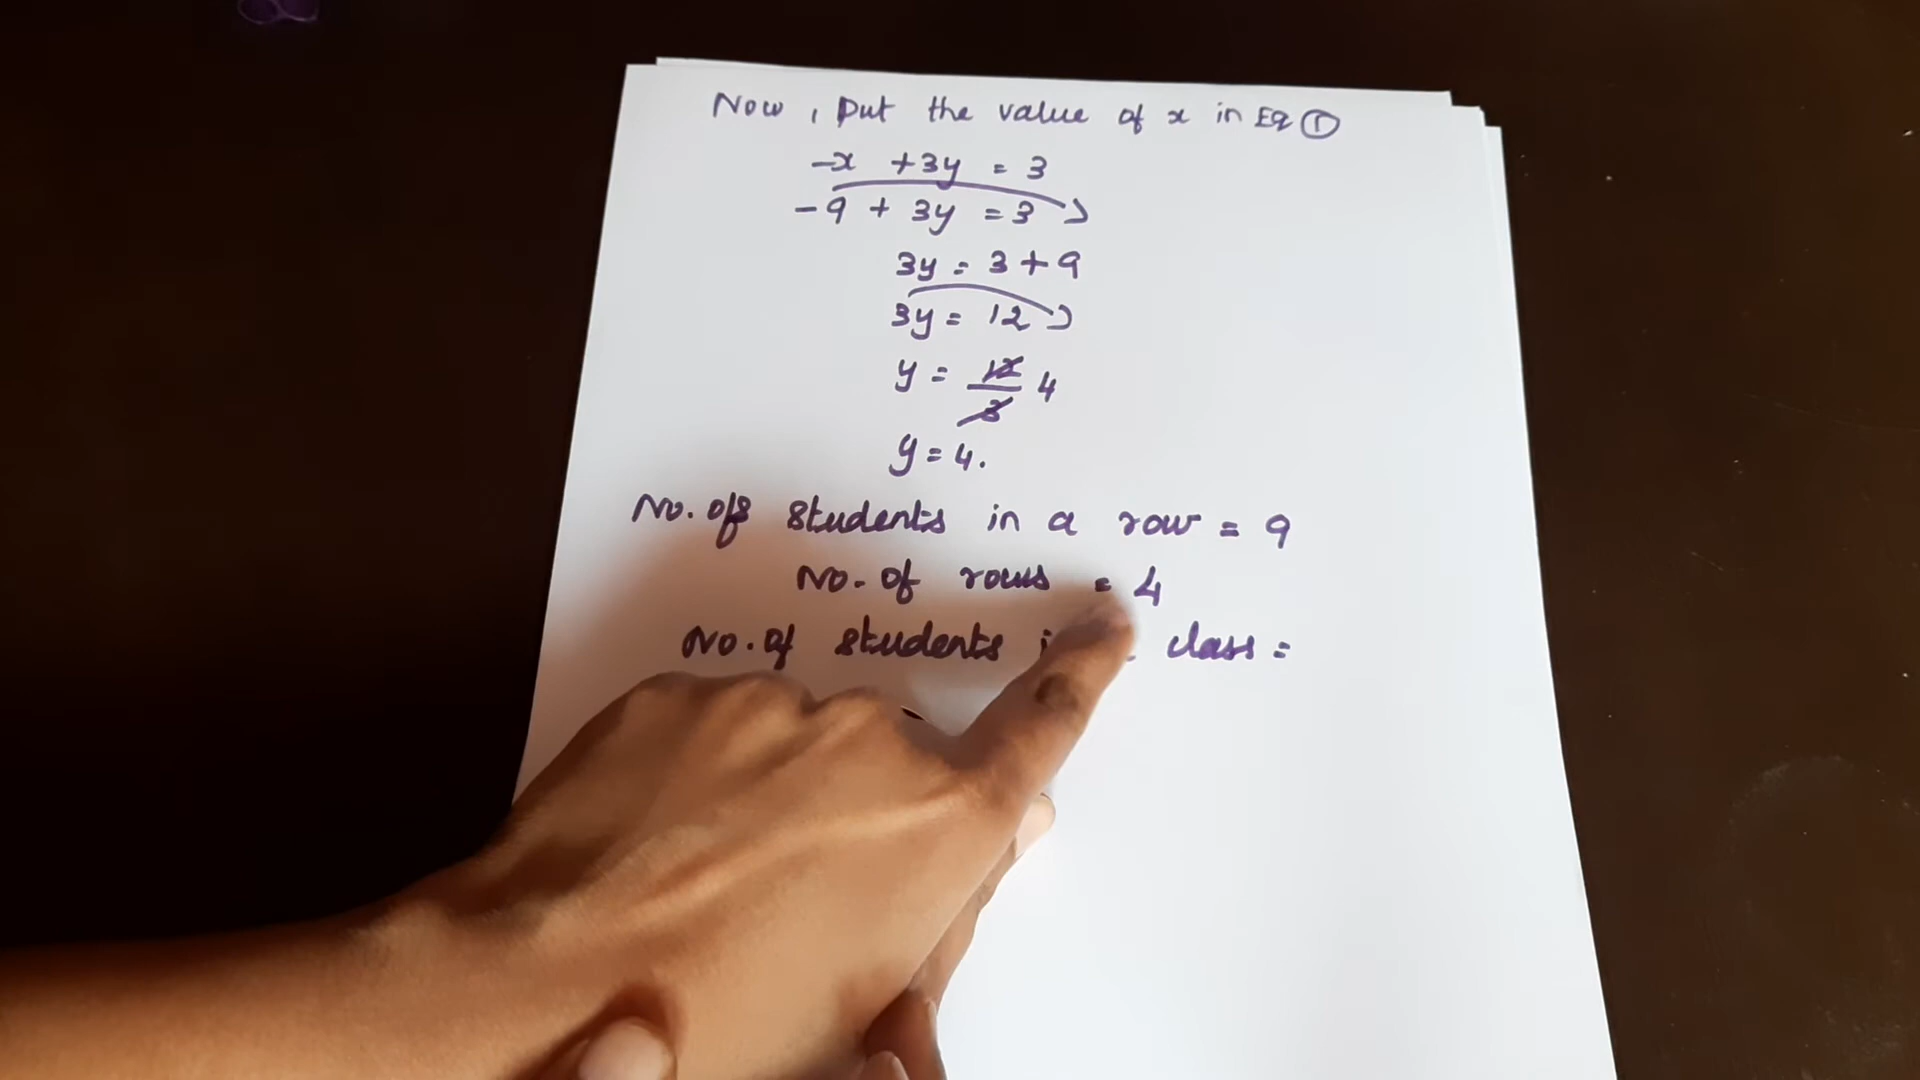 Now, put the value of x in Eq ①
-x + 3y = 3
-9 + 3y = 3
3y = 3 + 9
3y = 12
y = 12/3 4
y = 4.
No. of students in a row = 9
No. of rows = 4
No. of students class =